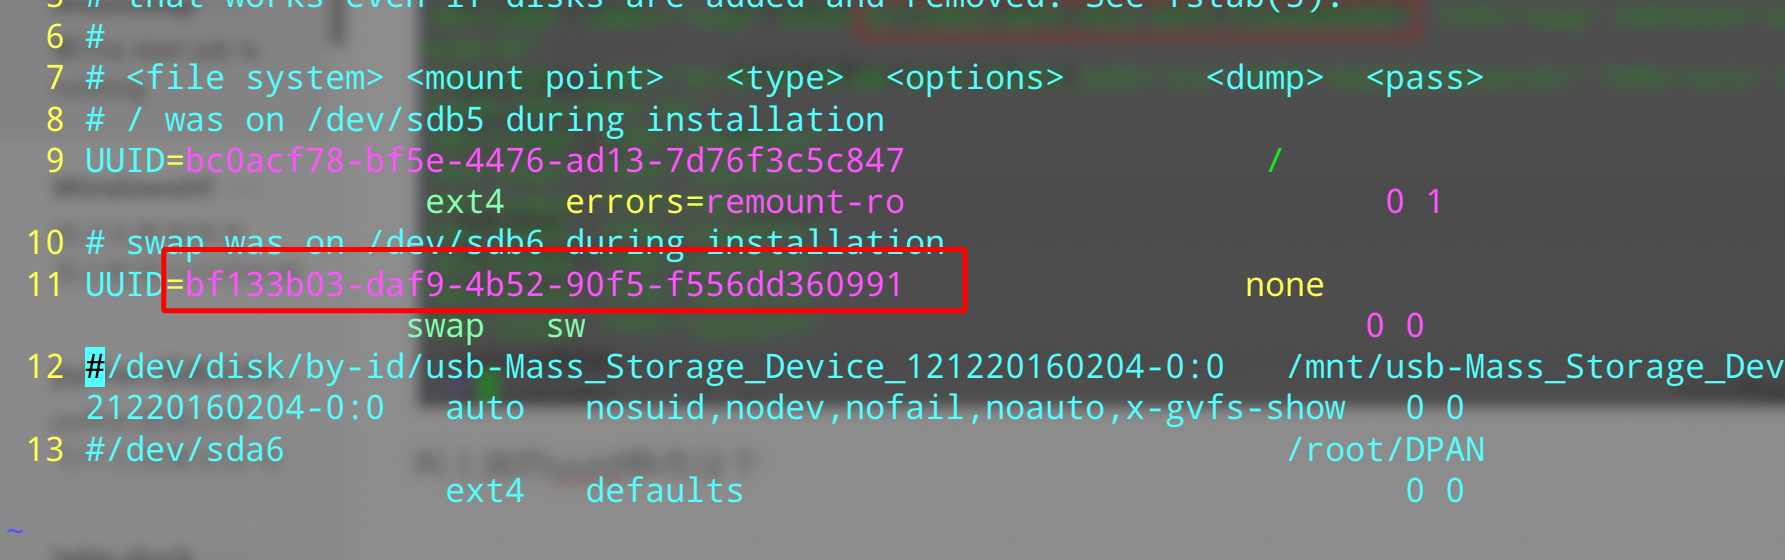 5 # that works even if disks are added and removed. See fstab(5).
6 #
7 # <file system> <mount point>   <type>  <options>       <dump>  <pass>
8 # / was on /dev/sdb5 during installation
9 UUID=bc0acf78-bf5e-4476-ad13-7d76f3c5c847 /
ext4 errors=remount-ro 0 1
10 # swap was on /dev/sdb6 during installation
11 UUID=bf133b03-daf9-4b52-90f5-f556dd360991 none
swap sw 0 0
12 #/dev/disk/by-id/usb-Mass_Storage_Device_121220160204-0:0 /mnt/usb-Mass_Storage_Dev
21220160204-0:0 auto nosuid,nodev,nofail,noauto,x-gvfs-show 0 0
13 #/dev/sda6 /root/DPAN
ext4 defaults 0 0
~